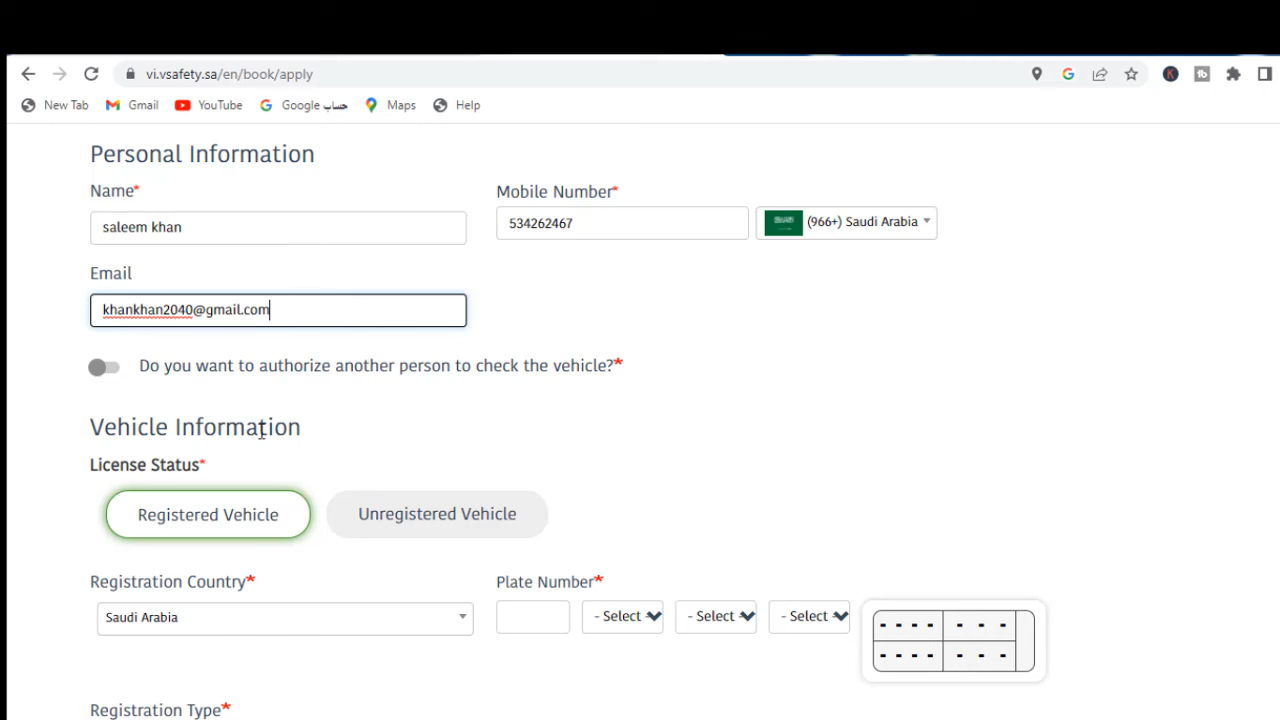 vi.vsafety.sa/en/book/apply
New Tab Gmail YouTube Google حساب Maps Help
Personal Information
Name* Mobile Number*
saleem khan 534262467 (966+) Saudi Arabia
Email
khankhan2040@gmail.com
Do you want to authorize another person to check the vehicle?*
Vehicle Information
License Status*
Registered Vehicle Unregistered Vehicle
Registration Country* Plate Number*
Saudi Arabia - Select - - Select - - Select -
- - - - - - -
- - - - - - -
Registration Type*